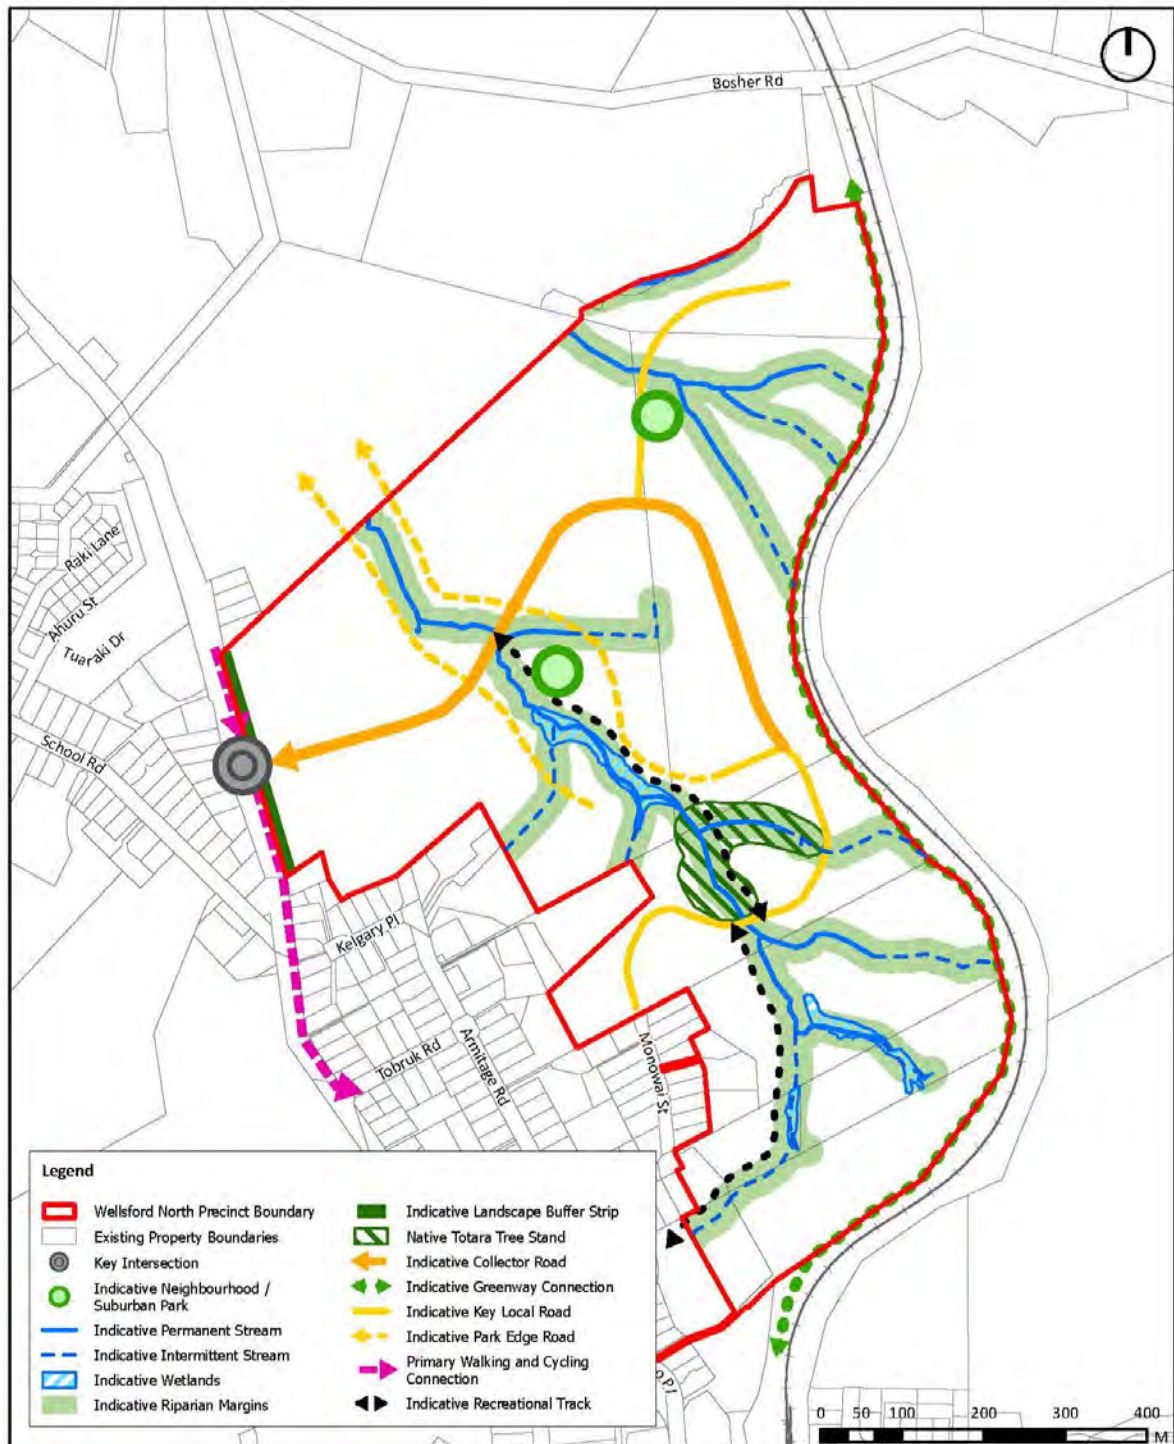 Bosher Rd
Raki Lane
Ahuru St
Tuaraki Dr
School Rd
Kelgary Pl
Tobruk Rd
Armitage Rd
Monowai St
Legend
Wellsford North Precinct Boundary
Existing Property Boundaries
Key Intersection
Indicative Neighbourhood /
Suburban Park
Indicative Permanent Stream
Indicative Intermittent Stream
Indicative Wetlands
Indicative Riparian Margins
Indicative Landscape Buffer Strip
Native Totara Tree Stand
Indicative Collector Road
Indicative Greenway Connection
Indicative Key Local Road
Indicative Park Edge Road
Primary Walking and Cycling
Connection
Indicative Recreational Track
0 50 100 200 300 400
M